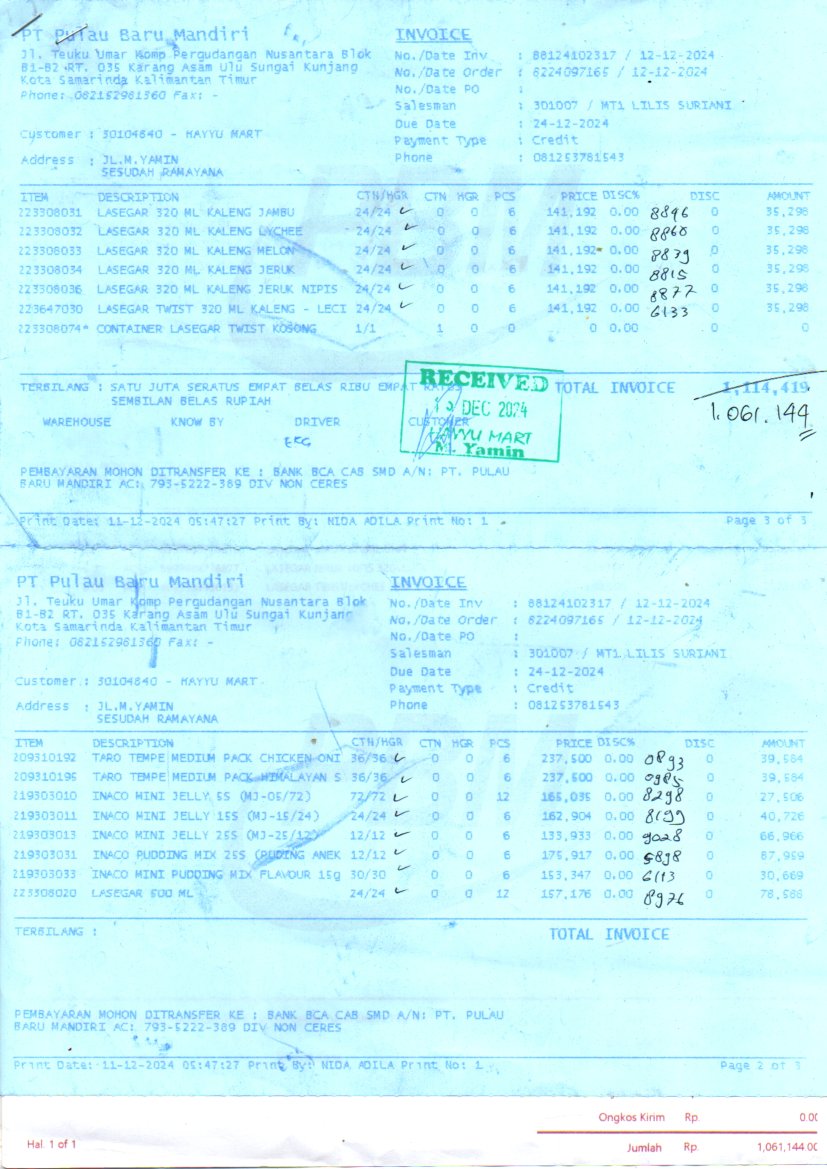 PT Pulau Baru Mandiri
INVOICE
Jl. Teuku Umar Komp Pergudangan Nusantara Blok
B1-B2 RT. 035 Karang Asam Ulu Sungai Kunjang
Kota Samarinda Kalimantan Timur
Phone: 082152981360 Fax: -
No./Date Inv : 88124102317 / 12-12-2024
No./Date Order : 8224097165 / 12-12-2024
No./Date PO :
Salesman : 301007 / MT1 LILIS SURIANI
Due Date : 24-12-2024
Customer : 30104840 - HAYYU MART
Payment Type : Credit
Address : JL.M.YAMIN
Phone : 081253781543
SESUDAH RAMAYANA
ITEM DESCRIPTION CTN/HGR CTN HGR PCS PRICE DISC% DISC AMOUNT
223308031 LASEGAR 320 ML KALENG JAMBU 24/24 0 0 6 141,192 0.00 8846 0 35,298
223308032 LASEGAR 320 ML KALENG LYCHEE 24/24 0 0 6 141,192 0.00 8860 0 35,298
223308033 LASEGAR 320 ML KALENG MELON 24/24 0 0 6 141,192 0.00 8839 0 35,298
223308034 LASEGAR 320 ML KALENG JERUK 24/24 0 0 6 141,192 0.00 8815 0 35,298
223308036 LASEGAR 320 ML KALENG JERUK NIPIS 24/24 0 0 6 141,192 0.00 8877 0 35,298
223647030 LASEGAR TWIST 320 ML KALENG - LECI 24/24 0 0 6 141,192 0.00 6133 0 35,298
223308074* CONTAINER LASEGAR TWIST KOSONG 1/1 1 0 0 0 0.00 0 0
TERBILANG : SATU JUTA SERATUS EMPAT BELAS RIBU EMPAT RATUS
SEMBILAN BELAS RUPIAH
TOTAL INVOICE 1,114,419
1.061.144
RECEIVED
DEC 2024
HAYYU MART
M. Yamin
WAREHOUSE KNOW BY DRIVER CUSTOMER
PEMBAYARAN MOHON DITRANSFER KE : BANK BCA CAB SMD A/N: PT. PULAU
BARU MANDIRI AC: 793-5222-389 DIV NON CERES
Print Date: 11-12-2024 05:47:27 Print By: NIDA ADILA Print No: 1
Page 3 of 3
PT Pulau Baru Mandiri
INVOICE
Jl. Teuku Umar Komp Pergudangan Nusantara Blok
B1-B2 RT. 035 Karang Asam Ulu Sungai Kunjang
Kota Samarinda Kalimantan Timur
Phone: 082152981360 Fax: -
No./Date Inv : 88124102317 / 12-12-2024
No./Date Order : 8224097165 / 12-12-2024
No./Date PO :
Salesman : 301007 / MT1 LILIS SURIANI
Due Date : 24-12-2024
Customer : 30104840 - HAYYU MART
Payment Type : Credit
Address : JL.M.YAMIN
Phone : 081253781543
SESUDAH RAMAYANA
ITEM DESCRIPTION CTN/HGR CTN HGR PCS PRICE DISC% DISC AMOUNT
209310192 TARO TEMPE MEDIUM PACK CHICKEN ONI 36/36 0 0 6 237,500 0.00 0893 0 39,584
209310195 TARO TEMPE MEDIUM PACK HIMALAYAN S 36/36 0 0 6 237,500 0.00 0985 0 39,584
219303010 INACO MINI JELLY 5S (MJ-05/72) 72/72 0 0 12 165,035 0.00 8298 0 27,506
219303011 INACO MINI JELLY 15S (MJ-15/24) 24/24 0 0 6 162,904 0.00 8199 0 40,726
219303013 INACO MINI JELLY 25S (MJ-25/12) 12/12 0 0 6 133,933 0.00 9028 0 66,966
219303031 INACO PUDDING MIX 25S (PUDING ANEK 12/12 0 0 6 175,917 0.00 5898 0 87,959
219303033 INACO MINI PUDDING MIX FLAVOUR 15g 30/30 0 0 6 153,347 0.00 6113 0 30,669
223308020 LASEGAR 500 ML 24/24 0 0 12 157,176 0.00 8976 0 78,588
TERBILANG :
TOTAL INVOICE
PEMBAYARAN MOHON DITRANSFER KE : BANK BCA CAB SMD A/N: PT. PULAU
BARU MANDIRI AC: 793-5222-389 DIV NON CERES
Print Date: 11-12-2024 05:47:27 Print By: NIDA ADILA Print No: 1
Page 2 of 3
Ongkos Kirim Rp. 0.00
Hal. 1 of 1
Jumlah Rp. 1,061,144.00